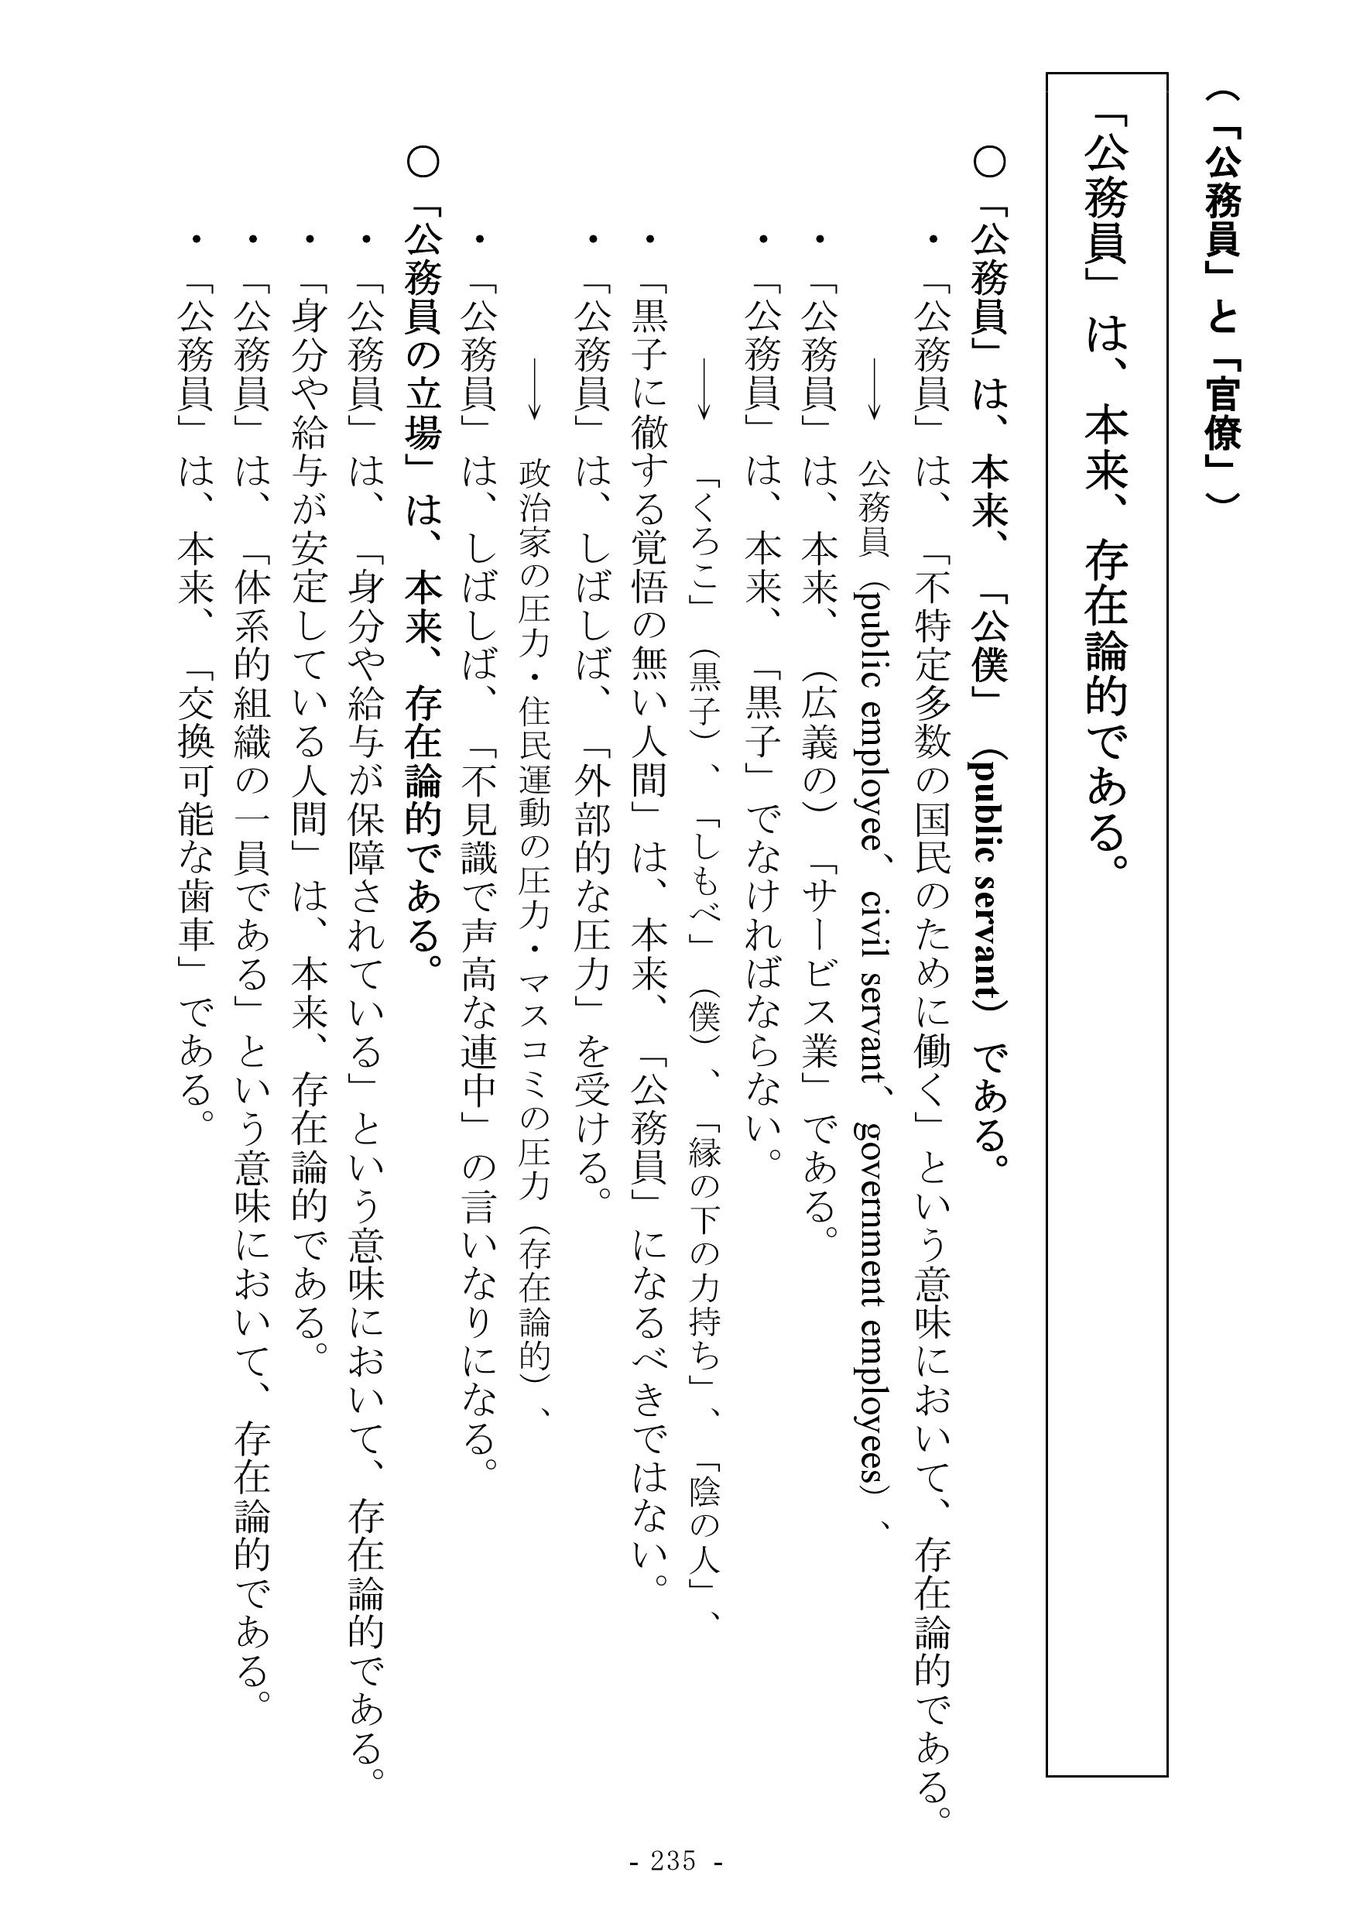 （「公務員」と「官僚」）
「公務員」は、本来、存在論的である。
○「公務員」は、本来、「公僕」（public servant）である。
・「公務員」は、「不特定多数の国民のために働く」という意味において、存在論的である。
→ 公務員（public employee、civil servant、government employees）、
・「公務員」は、本来、（広義の）「サービス業」である。
・「公務員」は、本来、「黒子」でなければならない。
→「くろこ」（黒子）、「しもべ」（僕）、「縁の下の力持ち」、「陰の人」、
・「黒子に徹する覚悟の無い人間」は、本来、「公務員」になるべきではない。
・「公務員」は、しばしば、「外部的な圧力」を受ける。
→ 政治家の圧力・住民運動の圧力・マスコミの圧力（存在論的）、
・「公務員」は、しばしば、「不見識で声高な連中」の言いなりになる。
○「公務員の立場」は、本来、存在論的である。
・「公務員」は、「身分や給与が保障されている」という意味において、存在論的である。
・「身分や給与が安定している人間」は、本来、存在論的である。
・「公務員」は、「体系的組織の一員である」という意味において、存在論的である。
・「公務員」は、本来、「交換可能な歯車」である。
- 235 -